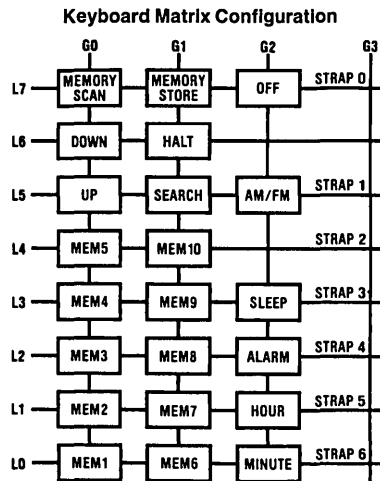 Keyboard Matrix Configuration
G0 G1 G2 G3
L7 MEMORY SCAN MEMORY STORE OFF STRAP 0
L6 DOWN HALT
L5 UP SEARCH AM/FM STRAP 1
L4 MEM5 MEM10 STRAP 2
L3 MEM4 MEM9 SLEEP STRAP 3
L2 MEM3 MEM8 ALARM STRAP 4
L1 MEM2 MEM7 HOUR STRAP 5
L0 MEM1 MEM6 MINUTE STRAP 6